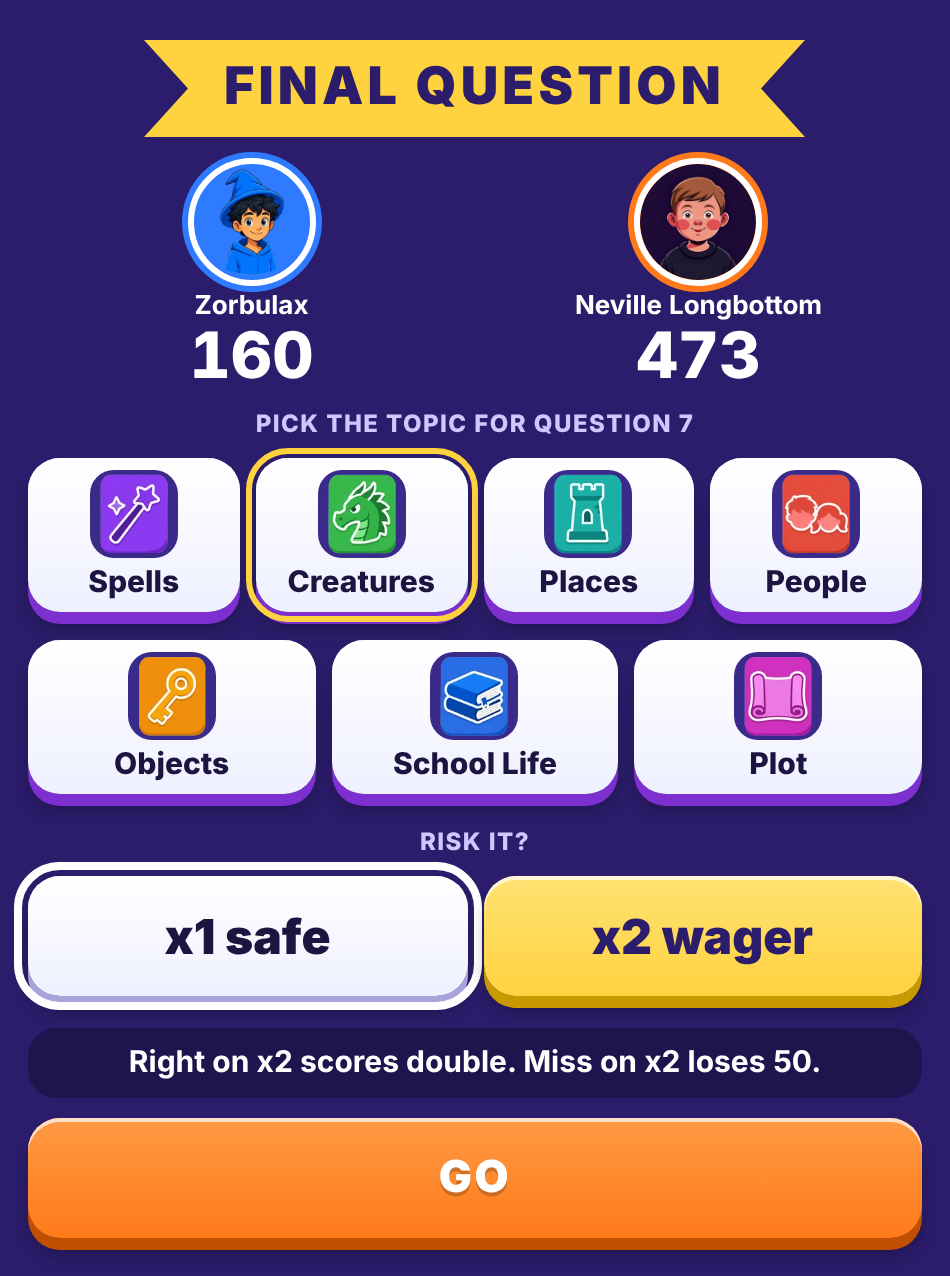 FINAL QUESTION
Zorbulax
Neville Longbottom
160
473
PICK THE TOPIC FOR QUESTION 7
Spells
Creatures
Places
People
Objects
School Life
Plot
RISK IT?
x1 safe
x2 wager
Right on x2 scores double. Miss on x2 loses 50.
GO